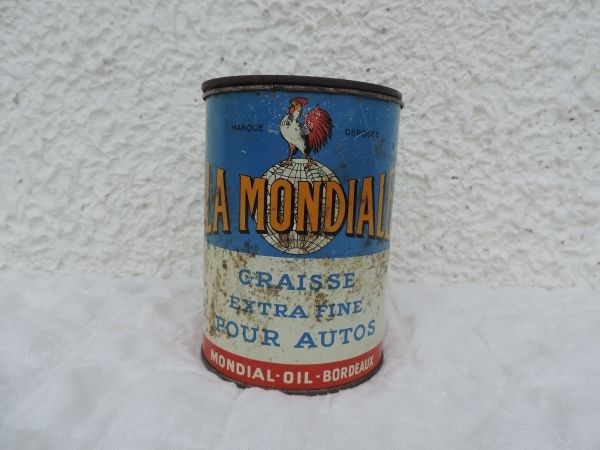 MARQUE DÉPOSÉE
LA MONDIALE
GRAISSE
EXTRA FINE
POUR AUTOS
MONDIAL-OIL-BORDEAUX